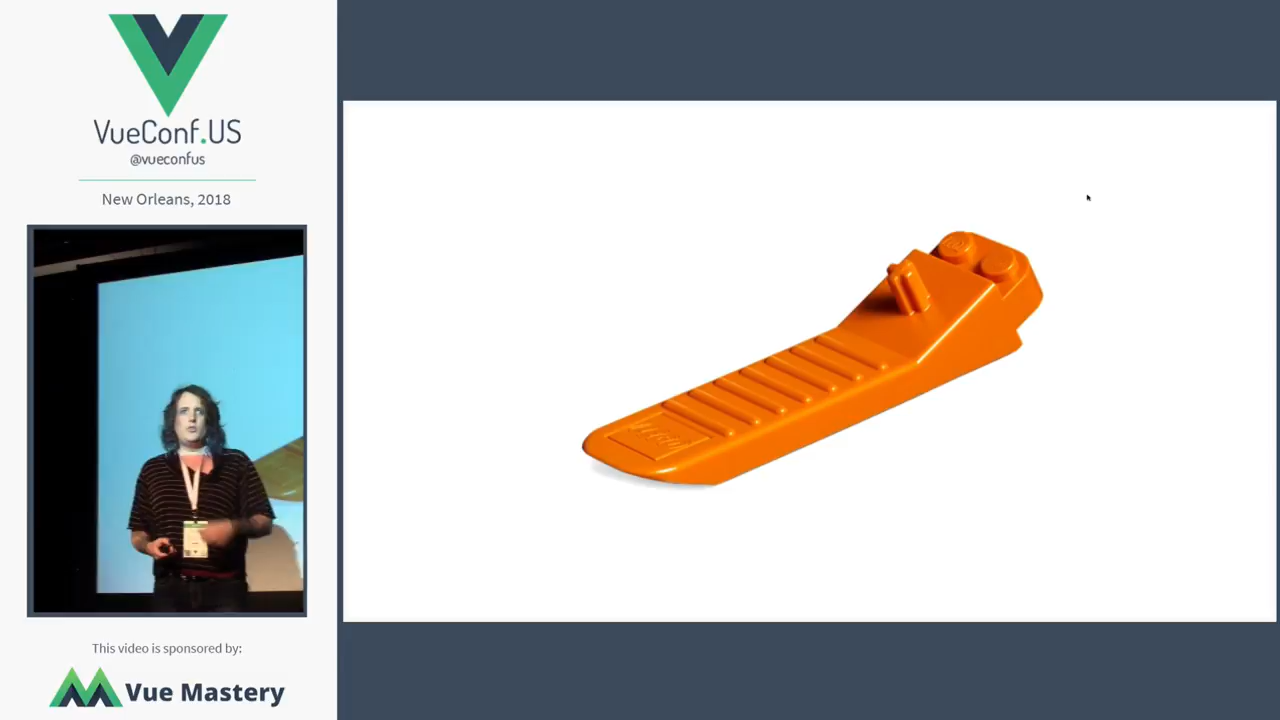 VueConf.US
@vueconfus
New Orleans, 2018
This video is sponsored by:
Vue Mastery